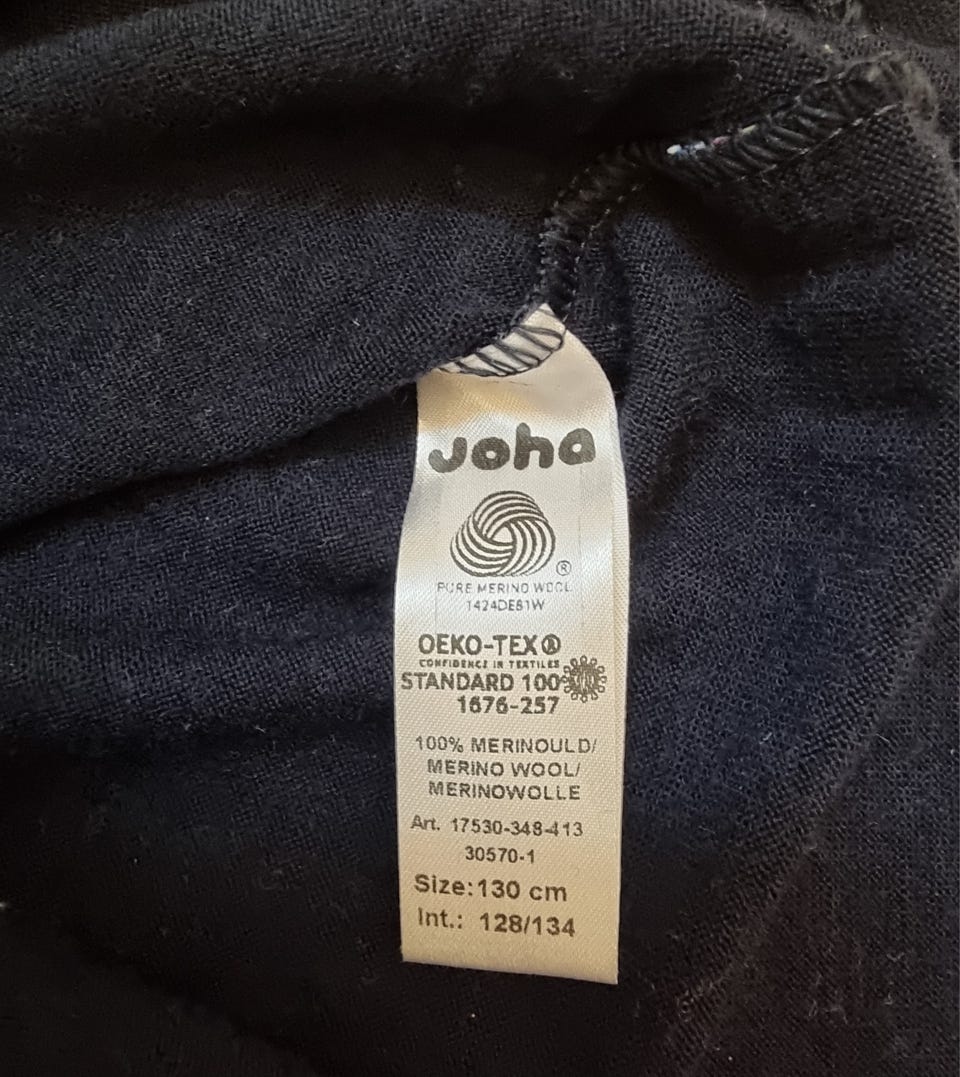 Joha
®
PURE MERINO WOOL
1424DE81W
OEKO-TEX®
CONFIDENCE IN TEXTILES
STANDARD 100
1676-257
100% MERINOULD/
MERINO WOOL/
MERINOWOLLE
Art. 17530-348-413
30570-1
Size:130 cm
Int.: 128/134